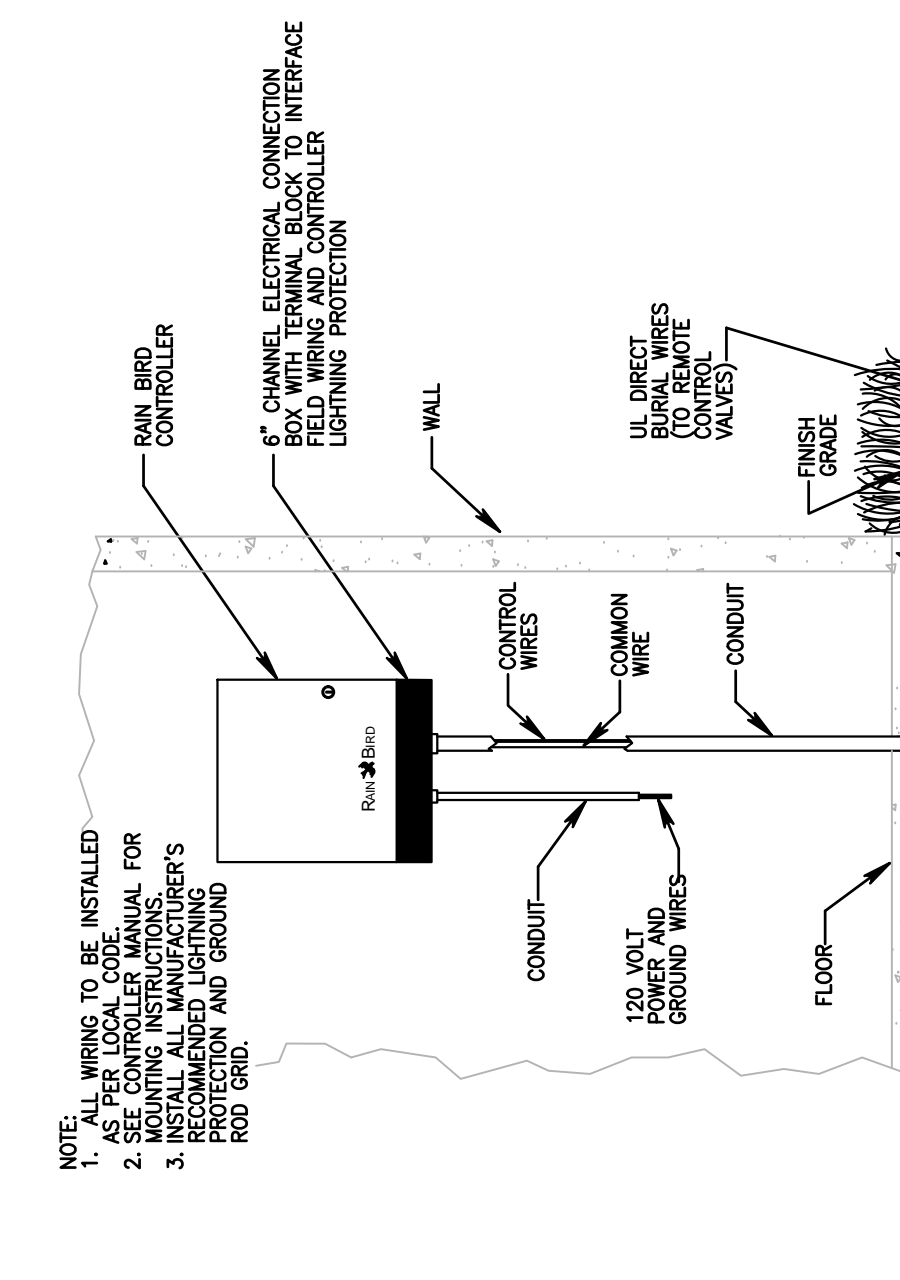 NOTE:
1. ALL WIRING TO BE INSTALLED
AS PER LOCAL CODE.
2. SEE CONTROLLER MANUAL FOR
MOUNTING INSTRUCTIONS.
3. INSTALL ALL MANUFACTURER'S
RECOMMENDED LIGHTNING
PROTECTION AND GROUND
ROD GRID.
RAIN BIRD
CONTROLLER
6" CHANNEL ELECTRICAL CONNECTION
BOX WITH TERMINAL BLOCK TO INTERFACE
FIELD WIRING AND CONTROLLER
LIGHTNING PROTECTION
RAIN BIRD
WALL
CONTROL
WIRES
COMMON
WIRE
CONDUIT
CONDUIT
120 VOLT
POWER AND
GROUND WIRES
UL DIRECT
BURIAL WIRES
(TO REMOTE
CONTROL
VALVES)
FINISH
GRADE
FLOOR